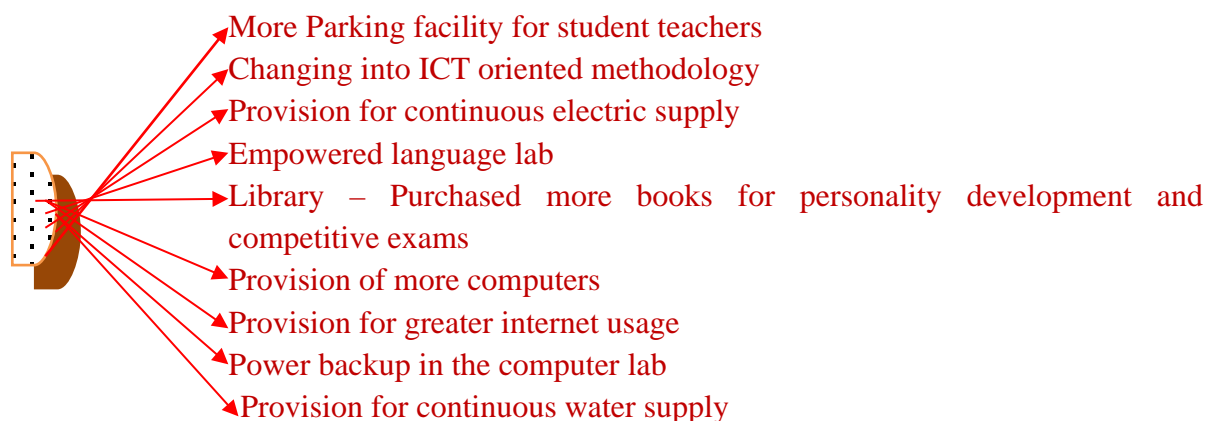 More Parking facility for student teachers
Changing into ICT oriented methodology
Provision for continuous electric supply
Empowered language lab
Library – Purchased more books for personality development and
competitive exams
Provision of more computers
Provision for greater internet usage
Power backup in the computer lab
Provision for continuous water supply